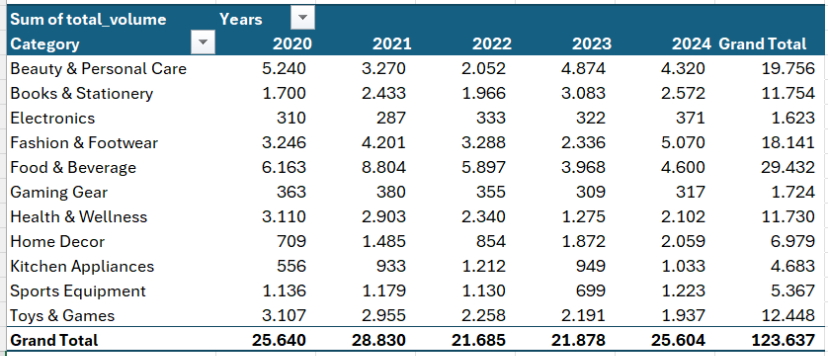 Sum of total_volume Years
Category 2020 2021 2022 2023 2024 Grand Total
Beauty & Personal Care 5.240 3.270 2.052 4.874 4.320 19.756
Books & Stationery 1.700 2.433 1.966 3.083 2.572 11.754
Electronics 310 287 333 322 371 1.623
Fashion & Footwear 3.246 4.201 3.288 2.336 5.070 18.141
Food & Beverage 6.163 8.804 5.897 3.968 4.600 29.432
Gaming Gear 363 380 355 309 317 1.724
Health & Wellness 3.110 2.903 2.340 1.275 2.102 11.730
Home Decor 709 1.485 854 1.872 2.059 6.979
Kitchen Appliances 556 933 1.212 949 1.033 4.683
Sports Equipment 1.136 1.179 1.130 699 1.223 5.367
Toys & Games 3.107 2.955 2.258 2.191 1.937 12.448
Grand Total 25.640 28.830 21.685 21.878 25.604 123.637